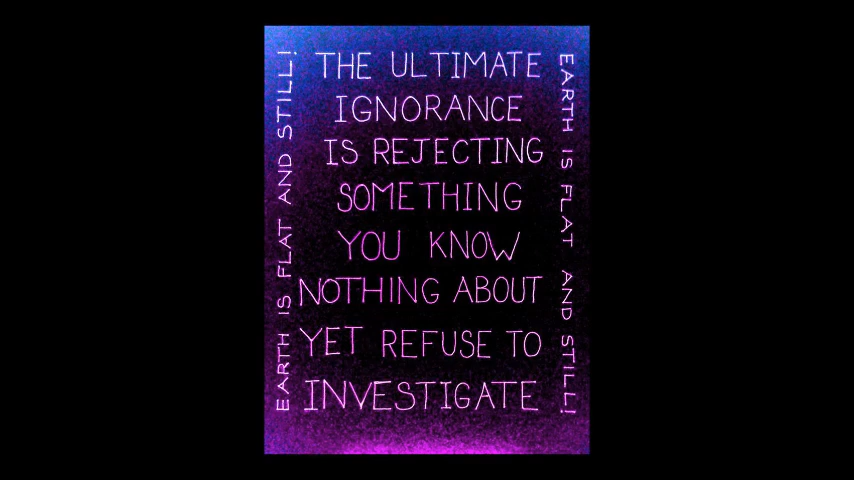 THE ULTIMATE
IGNORANCE
IS REJECTING
SOMETHING
YOU KNOW
NOTHING ABOUT
YET REFUSE TO
INVESTIGATE
EARTH IS FLAT AND STILL!
EARTH IS FLAT AND STILL!